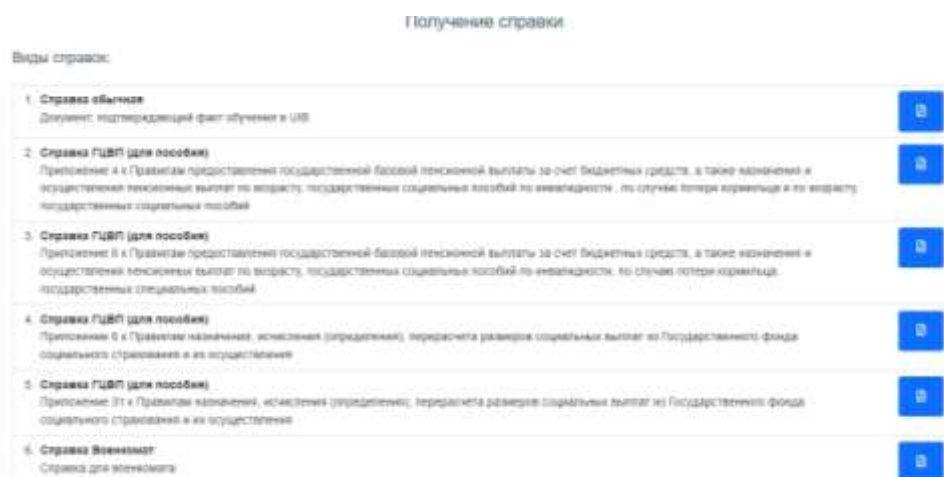 Получение справки
Виды справок:
1. Справка обычная
Документ, подтверждающий факт обучения в UIB
2. Справка ГЦВП (для пособия)
Приложение 4 к Правилам предоставления государственной базовой пенсионной выплаты за счет бюджетных средств, а также назначения и
осуществления пенсионных выплат по возрасту, государственных социальных пособий по инвалидности , по случаю потери кормильца и по возрасту,
государственных социальных пособий
3. Справка ГЦВП (для пособия)
Приложение 6 к Правилам предоставления государственной базовой пенсионной выплаты за счет бюджетных средств, а также назначения и
осуществления пенсионных выплат по возрасту, государственных социальных пособий по инвалидности, по случаю потери кормильца,
государственных специальных пособий
4. Справка ГЦВП (для пособия)
Приложение 6 к Правилам назначения, исчисления (определения), перерасчета размеров социальных выплат из Государственного фонда
социального страхования и их осуществления
5. Справка ГЦВП (для пособия)
Приложение 31 к Правилам назначения, исчисления (определения), перерасчета размеров социальных выплат из Государственного фонда
социального страхования и их осуществления
6. Справка Военкомат
Справка для военкомата